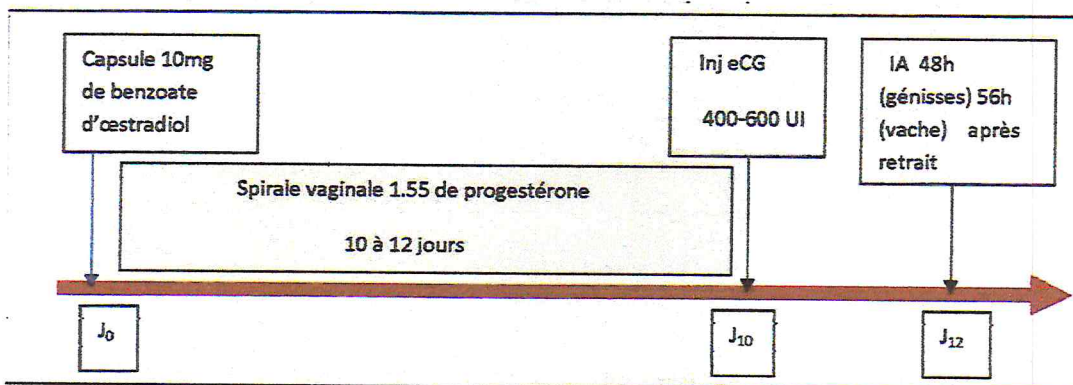 Capsule 10mg
de benzoate
d'œstradiol
Inj eCG
400-600 UI
IA 48h
(génisses) 56h
(vache) après
retrait
Spirale vaginale 1.55 de progestérone
10 à 12 jours
J0
J10
J12